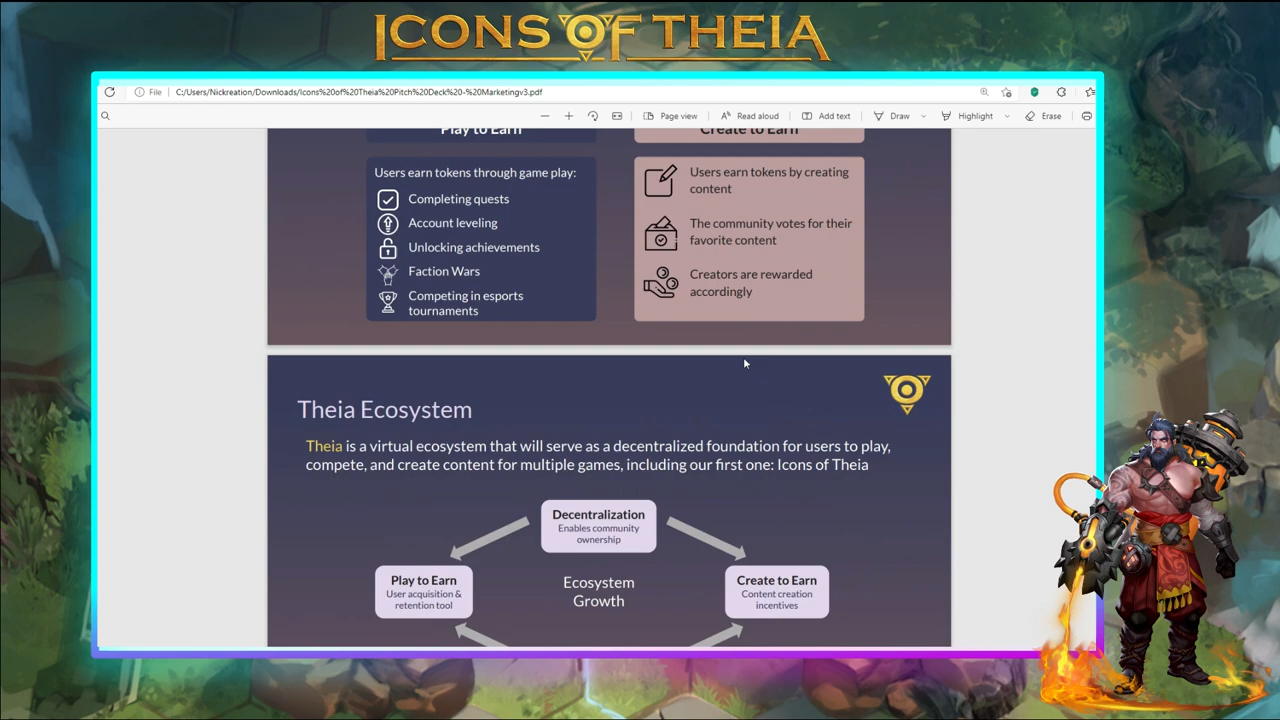 ICONS OF THEIA
File C:/Users/Nickreation/Downloads/Icons%20of%20Theia%20Pitch%20Deck%20-%20Marketingv3.pdf
Page view Read aloud Add text Draw Highlight Erase
Play to Earn
Create to Earn
Users earn tokens through game play:
Completing quests
Account leveling
Unlocking achievements
Faction Wars
Competing in esports
tournaments
Users earn tokens by creating
content
The community votes for their
favorite content
Creators are rewarded
accordingly
Theia Ecosystem
Theia is a virtual ecosystem that will serve as a decentralized foundation for users to play,
compete, and create content for multiple games, including our first one: Icons of Theia
Decentralization
Enables community
ownership
Play to Earn
User acquisition &
retention tool
Ecosystem
Growth
Create to Earn
Content creation
incentives